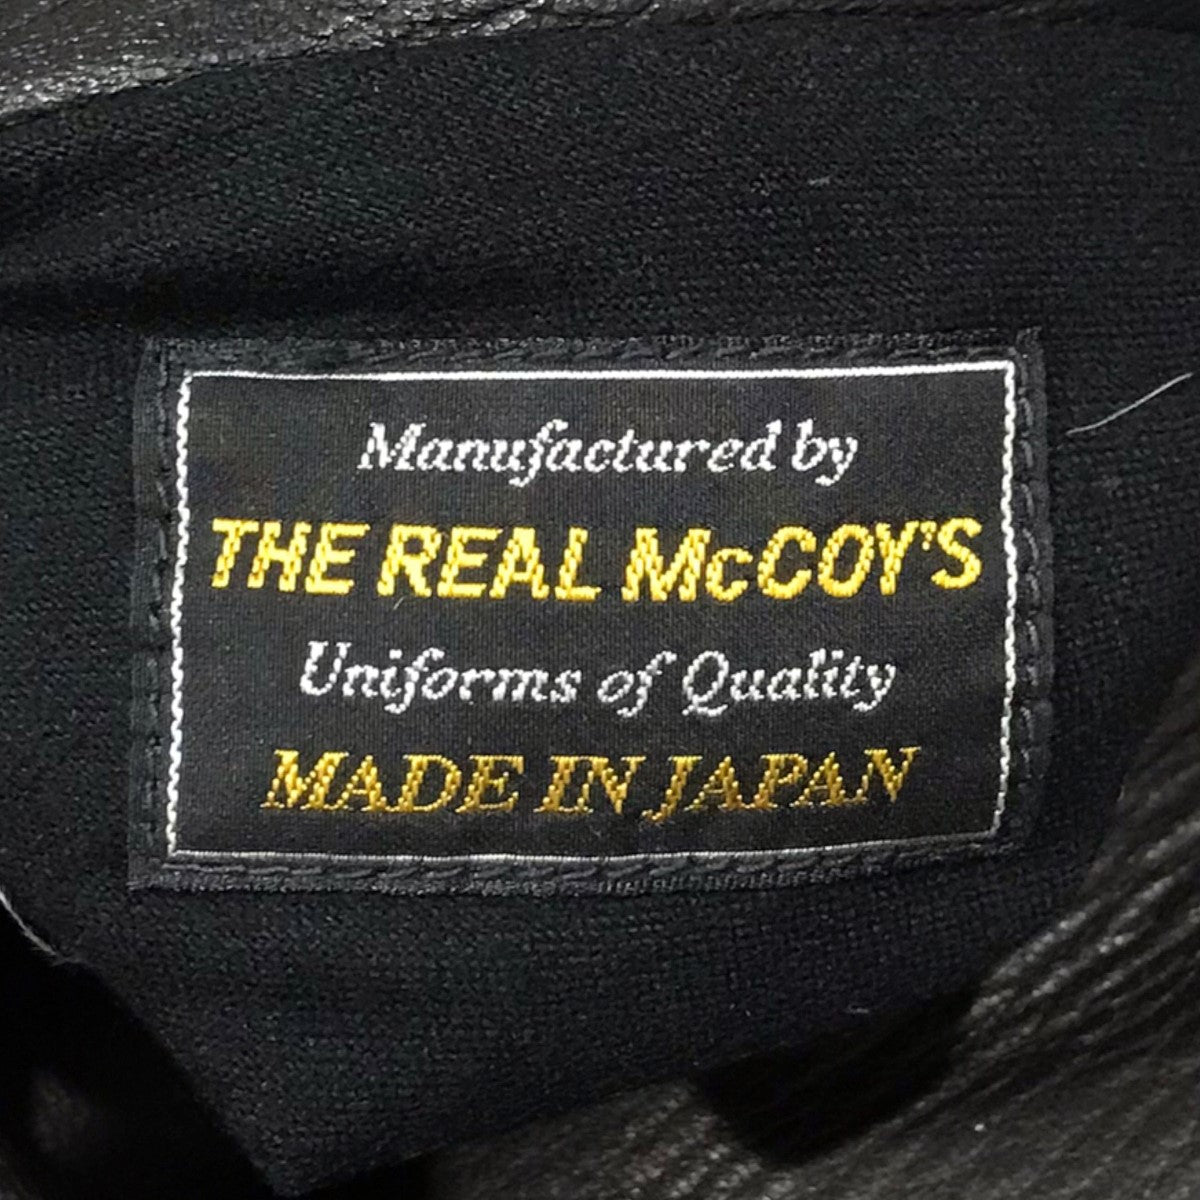 Manufactured by
THE REAL McCOY'S
Uniforms of Quality
MADE IN JAPAN